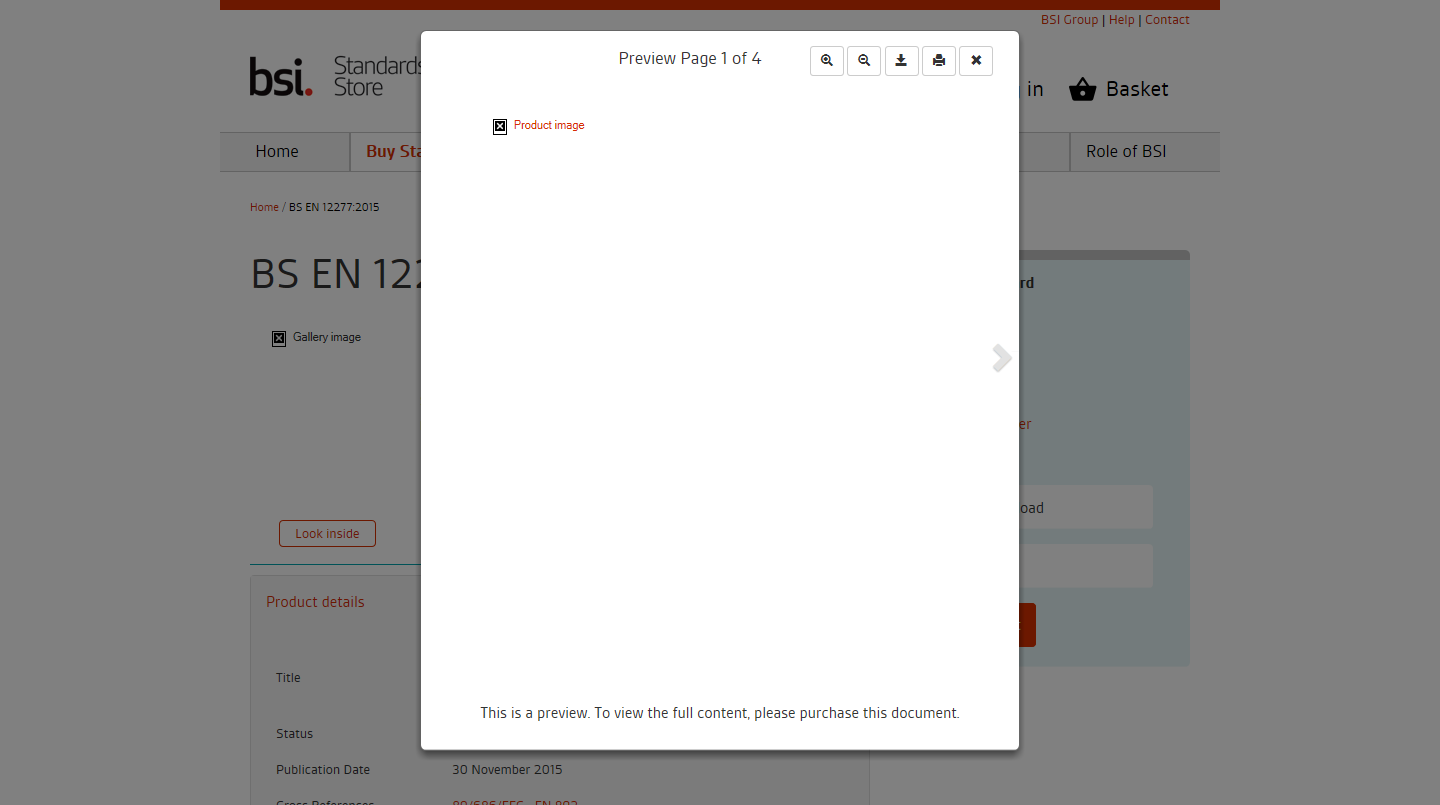 BSI Group | Help | Contact
bsi.
Standards
Store
in
Basket
Home
Buy Sta
Role of BSI
Home / BS EN 12277:2015
BS EN 122
Gallery image
Look inside
Product details
Title
Status
Publication Date
30 November 2015
Preview Page 1 of 4
Product image
This is a preview. To view the full content, please purchase this document.
rd
er
oad